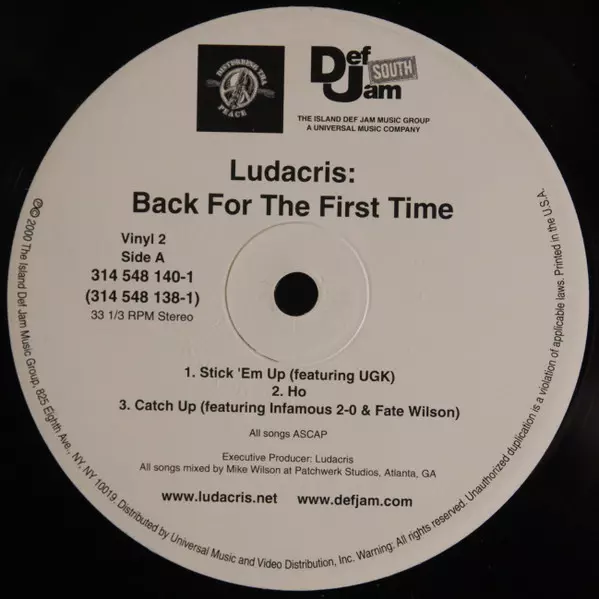 DISTURBING THA
PEACE
Def
SOUTH
Jam
THE ISLAND DEF JAM MUSIC GROUP
A UNIVERSAL MUSIC COMPANY
Ludacris:
Back For The First Time
Vinyl 2
Side A
314 548 140-1
(314 548 138-1)
33 1/3 RPM Stereo
1. Stick 'Em Up (featuring UGK)
2. Ho
3. Catch Up (featuring Infamous 2-0 & Fate Wilson)
All songs ASCAP
Executive Producer: Ludacris
All songs mixed by Mike Wilson at Patchwerk Studios, Atlanta, GA
www.ludacris.net www.defjam.com
℗© 2000 The Island Def Jam Music Group, 825 Eighth Ave., NY, NY 10019. Distributed by Universal Music and Video Distribution, Inc. Warning: All rights reserved. Unauthorized duplication is a violation of applicable laws. Printed in the U.S.A.